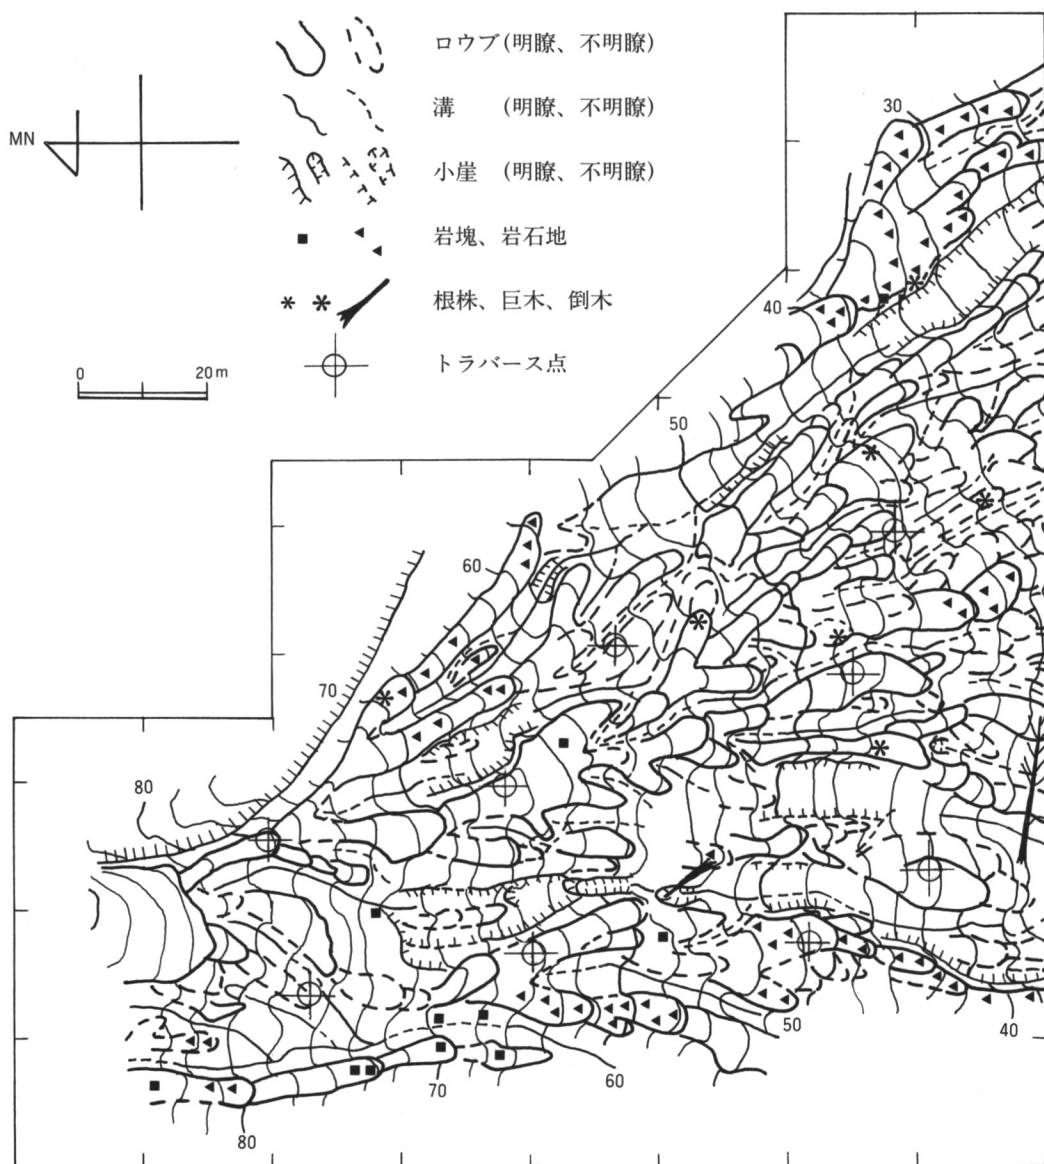 ロウブ(明瞭、不明瞭)
溝 (明瞭、不明瞭)
小崖 (明瞭、不明瞭)
岩塊、岩石地
根株、巨木、倒木
トラバース点
MN
0 20m
30
40
50
60
70
80
50
40
60
70
80